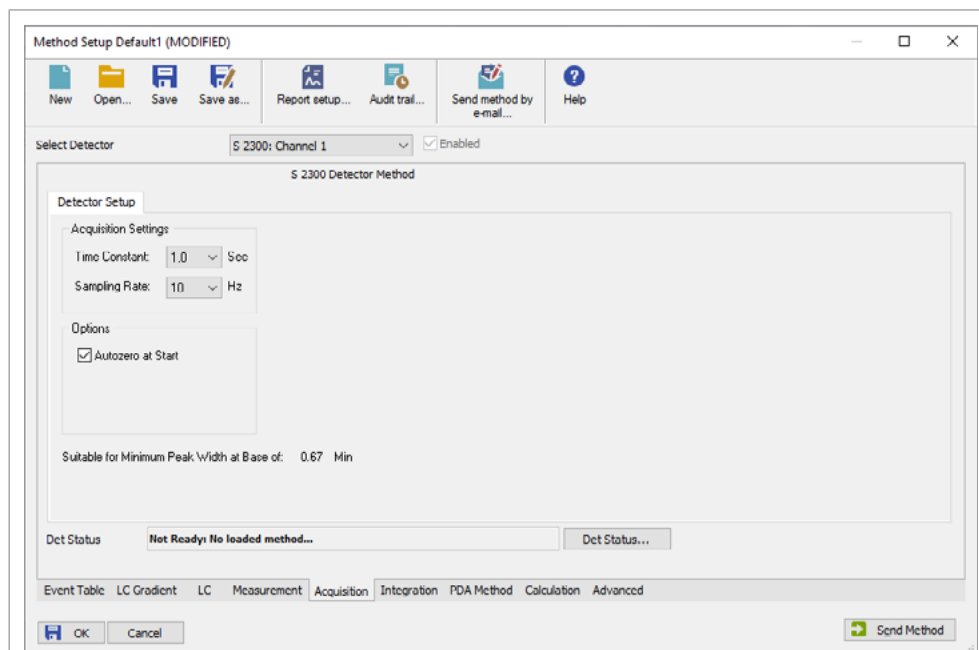 Method Setup Default1 (MODIFIED)
New Open... Save Save as... Report setup... Audit trail... Send method by e-mail... Help
Select Detector S 2300: Channel 1 Enabled
S 2300 Detector Method
Detector Setup
Acquisition Settings
Time Constant: 1.0 Sec
Sampling Rate: 10 Hz
Options
Autozero at Start
Suitable for Minimum Peak Width at Base of: 0.67 Min
Det Status Not Ready: No loaded method... Det Status...
Event Table LC Gradient LC Measurement Acquisition Integration PDA Method Calculation Advanced
OK Cancel Send Method